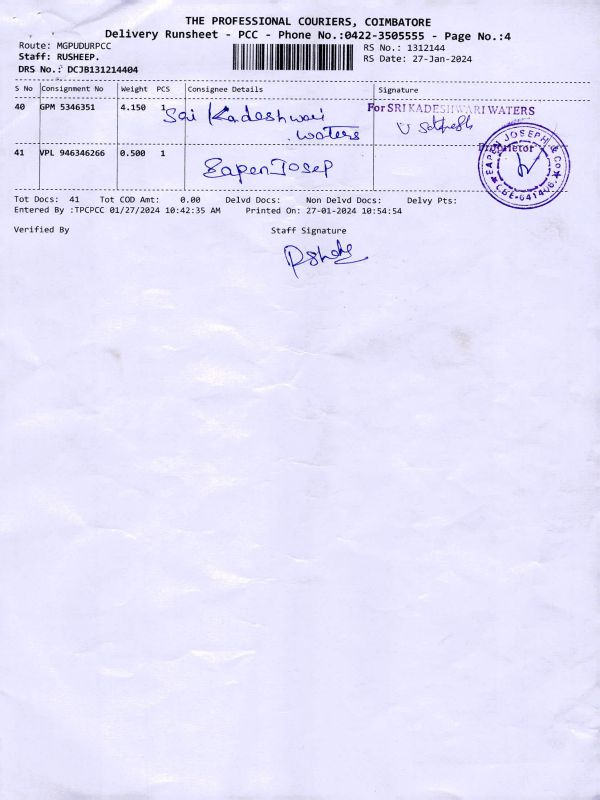 THE PROFESSIONAL COURIERS, COIMBATORE
Delivery Runsheet - PCC - Phone No.:0422-3505555 - Page No.:4
Route: MGPUDURPCC
RS No.: 1312144
Staff: RUSHEEP.
RS Date: 27-Jan-2024
DRS No.: DCJB131214404
S No Consignment No Weight PCS Consignee Details Signature
40 GPM 5346351 4.150 1 Sai Kadeshwari
waters
For SRI KADESHWARI WATERS
Proprietor
41 VPL 946346266 0.500 1 Eapen Josep
EAPEN JOSEPH & CO
CBE-641406.
Tot Docs: 41 Tot COD Amt: 0.00 Delvd Docs: Non Delvd Docs: Delvy Pts:
Entered By :TPCPCC 01/27/2024 10:42:35 AM Printed On: 27-01-2024 10:54:54
Verified By Staff Signature